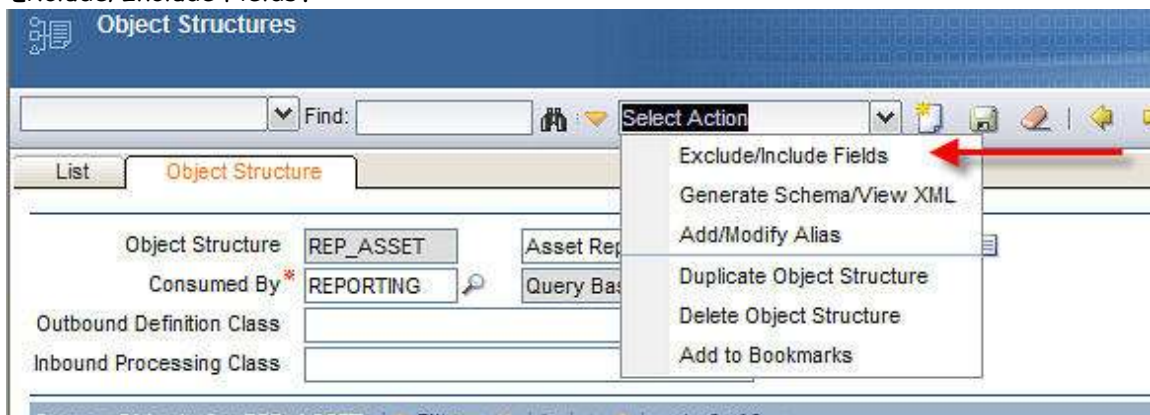 Exclude/Include Fields.
Object Structures
Find:
Select Action
List
Object Structure
Exclude/Include Fields
Generate Schema/View XML
Add/Modify Alias
Duplicate Object Structure
Delete Object Structure
Add to Bookmarks
Object Structure REP_ASSET Asset Rep
Consumed By* REPORTING Query Bas
Outbound Definition Class
Inbound Processing Class